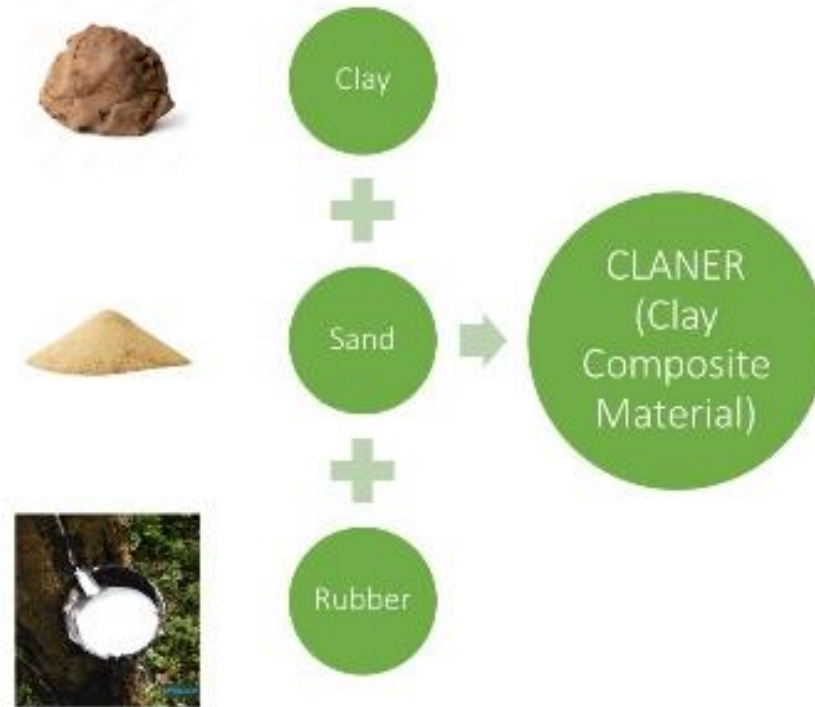 Clay
Sand
CLANER
(Clay
Composite
Material)
Rubber